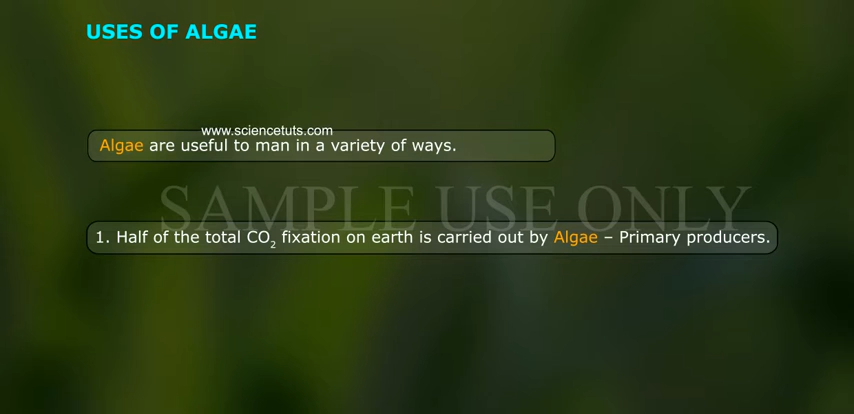 USES OF ALGAE
www.sciencetuts.com
Algae are useful to man in a variety of ways.
SAMPLE USE ONLY
1. Half of the total CO₂ fixation on earth is carried out by Algae – Primary producers.